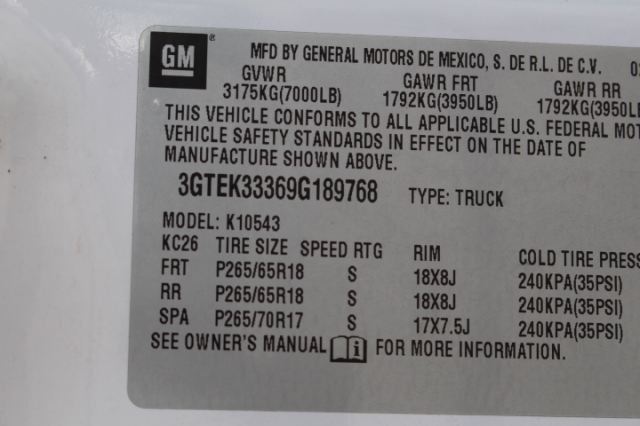 GM® MFD BY GENERAL MOTORS DE MEXICO, S. DE R.L. DE C.V.
GVWR GAWR FRT GAWR RR
3175KG(7000LB) 1792KG(3950LB) 1792KG(3950LB
THIS VEHICLE CONFORMS TO ALL APPLICABLE U.S. FEDERAL MOT
VEHICLE SAFETY STANDARDS IN EFFECT ON THE DATE OF
MANUFACTURE SHOWN ABOVE.
3GTEK33369G189768 TYPE: TRUCK
MODEL: K10543
KC26 TIRE SIZE SPEED RTG RIM COLD TIRE PRESS
FRT P265/65R18 S 18X8J 240KPA(35PSI)
RR P265/65R18 S 18X8J 240KPA(35PSI)
SPA P265/70R17 S 17X7.5J 240KPA(35PSI)
SEE OWNER'S MANUAL i FOR MORE INFORMATION.